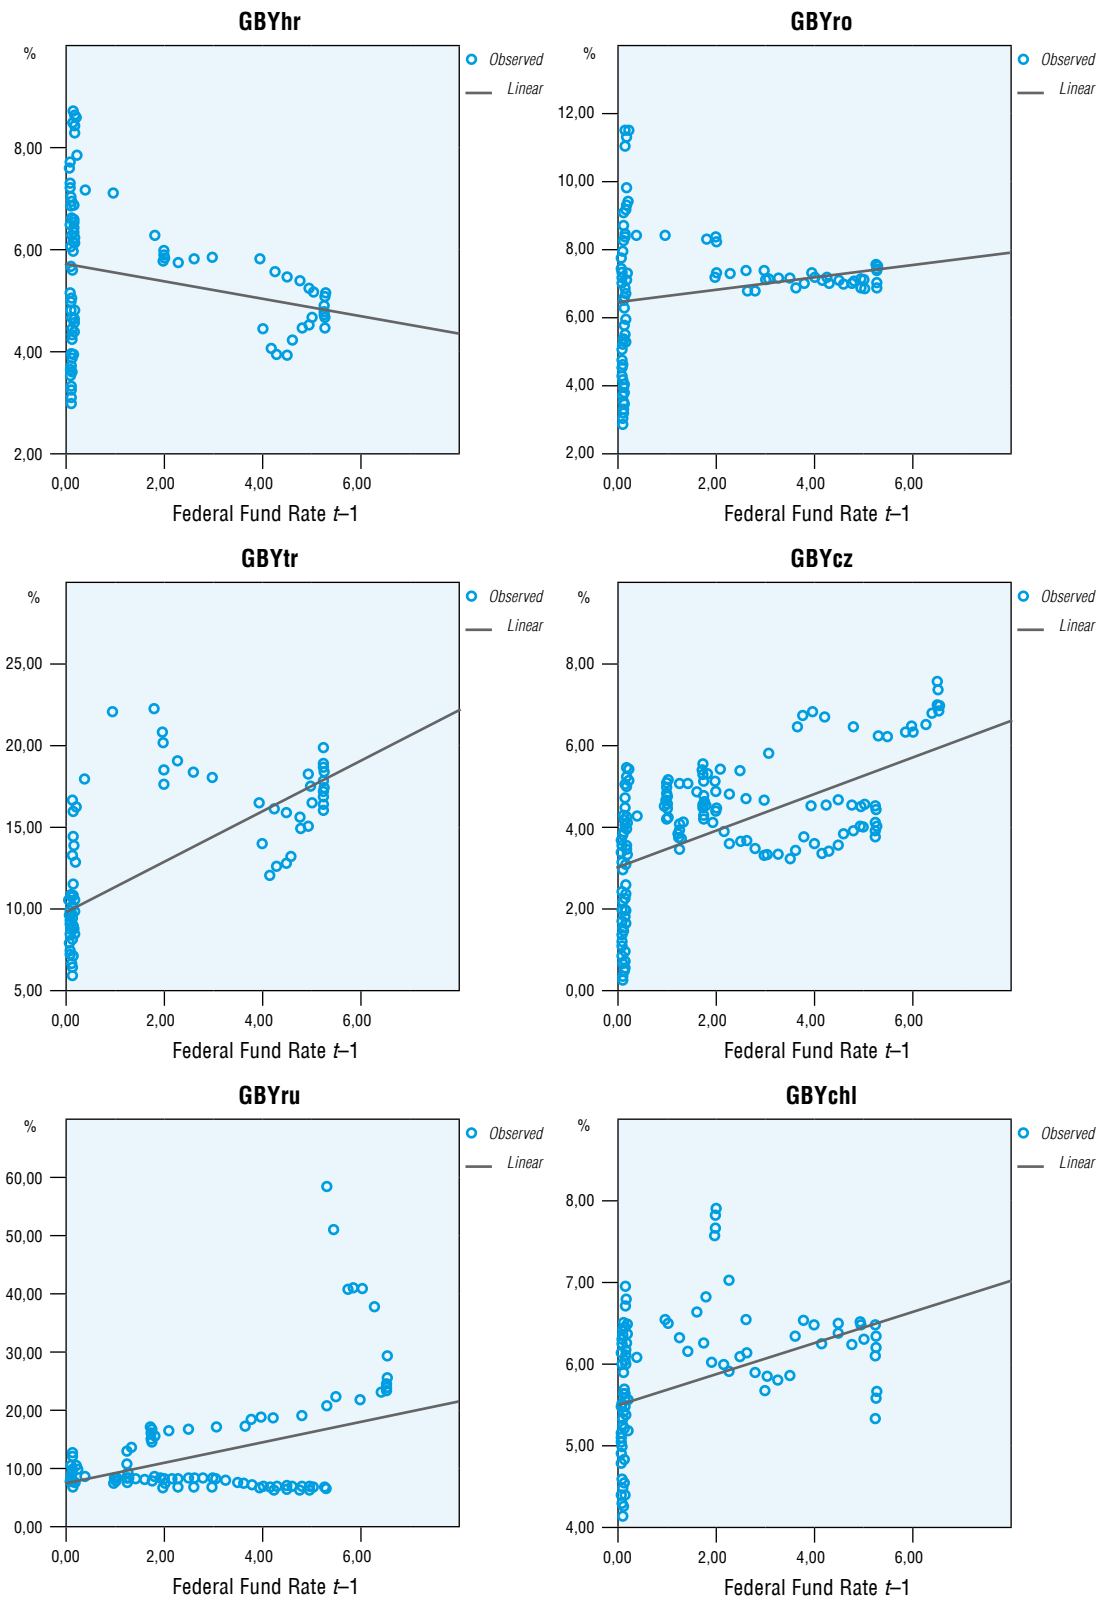 GBYhr
%
Observed
Linear
8,00
6,00
4,00
2,00
0,00 2,00 4,00 6,00
Federal Fund Rate t–1
GBYro
%
Observed
Linear
12,00
10,00
8,00
6,00
4,00
2,00
0,00 2,00 4,00 6,00
Federal Fund Rate t–1
GBYtr
%
Observed
Linear
25,00
20,00
15,00
10,00
5,00
0,00 2,00 4,00 6,00
Federal Fund Rate t–1
GBYcz
%
Observed
Linear
8,00
6,00
4,00
2,00
0,00
0,00 2,00 4,00 6,00
Federal Fund Rate t–1
GBYru
%
Observed
Linear
60,00
50,00
40,00
30,00
20,00
10,00
0,00
0,00 2,00 4,00 6,00
Federal Fund Rate t–1
GBYchl
%
Observed
Linear
8,00
7,00
6,00
5,00
4,00
0,00 2,00 4,00 6,00
Federal Fund Rate t–1